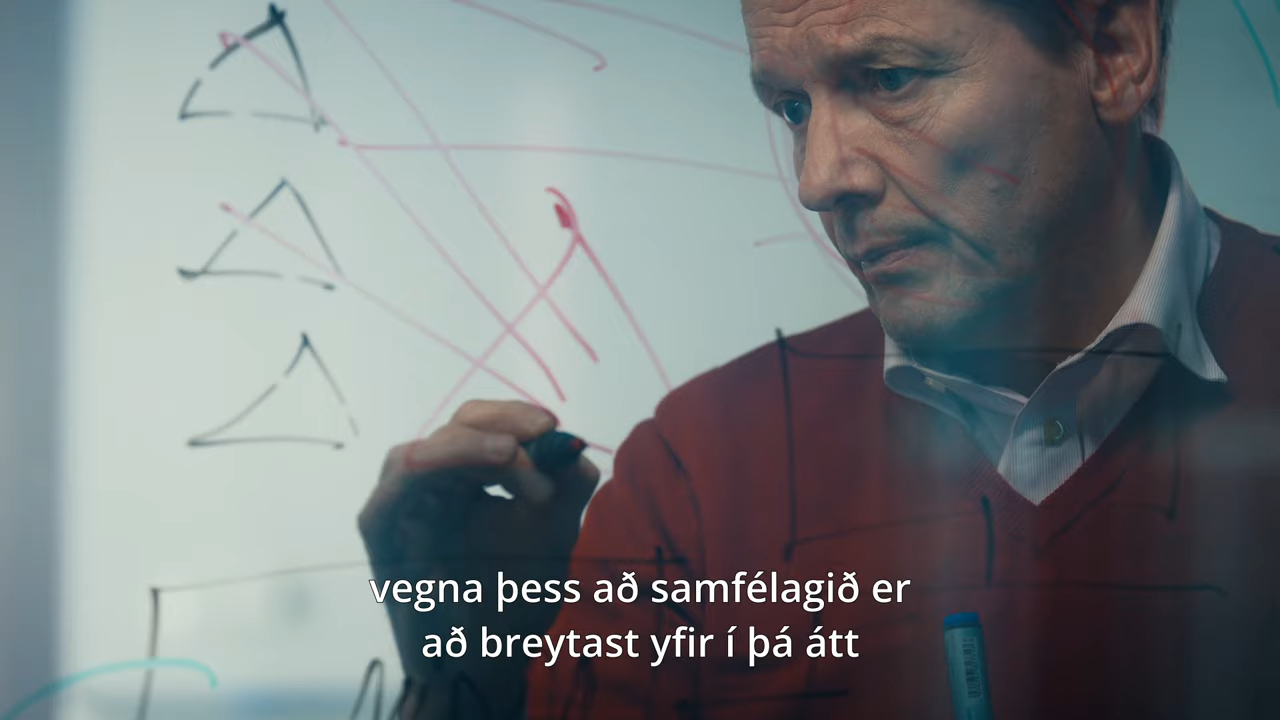 vegna þess að samfélagið er
að breytast yfir í þá átt